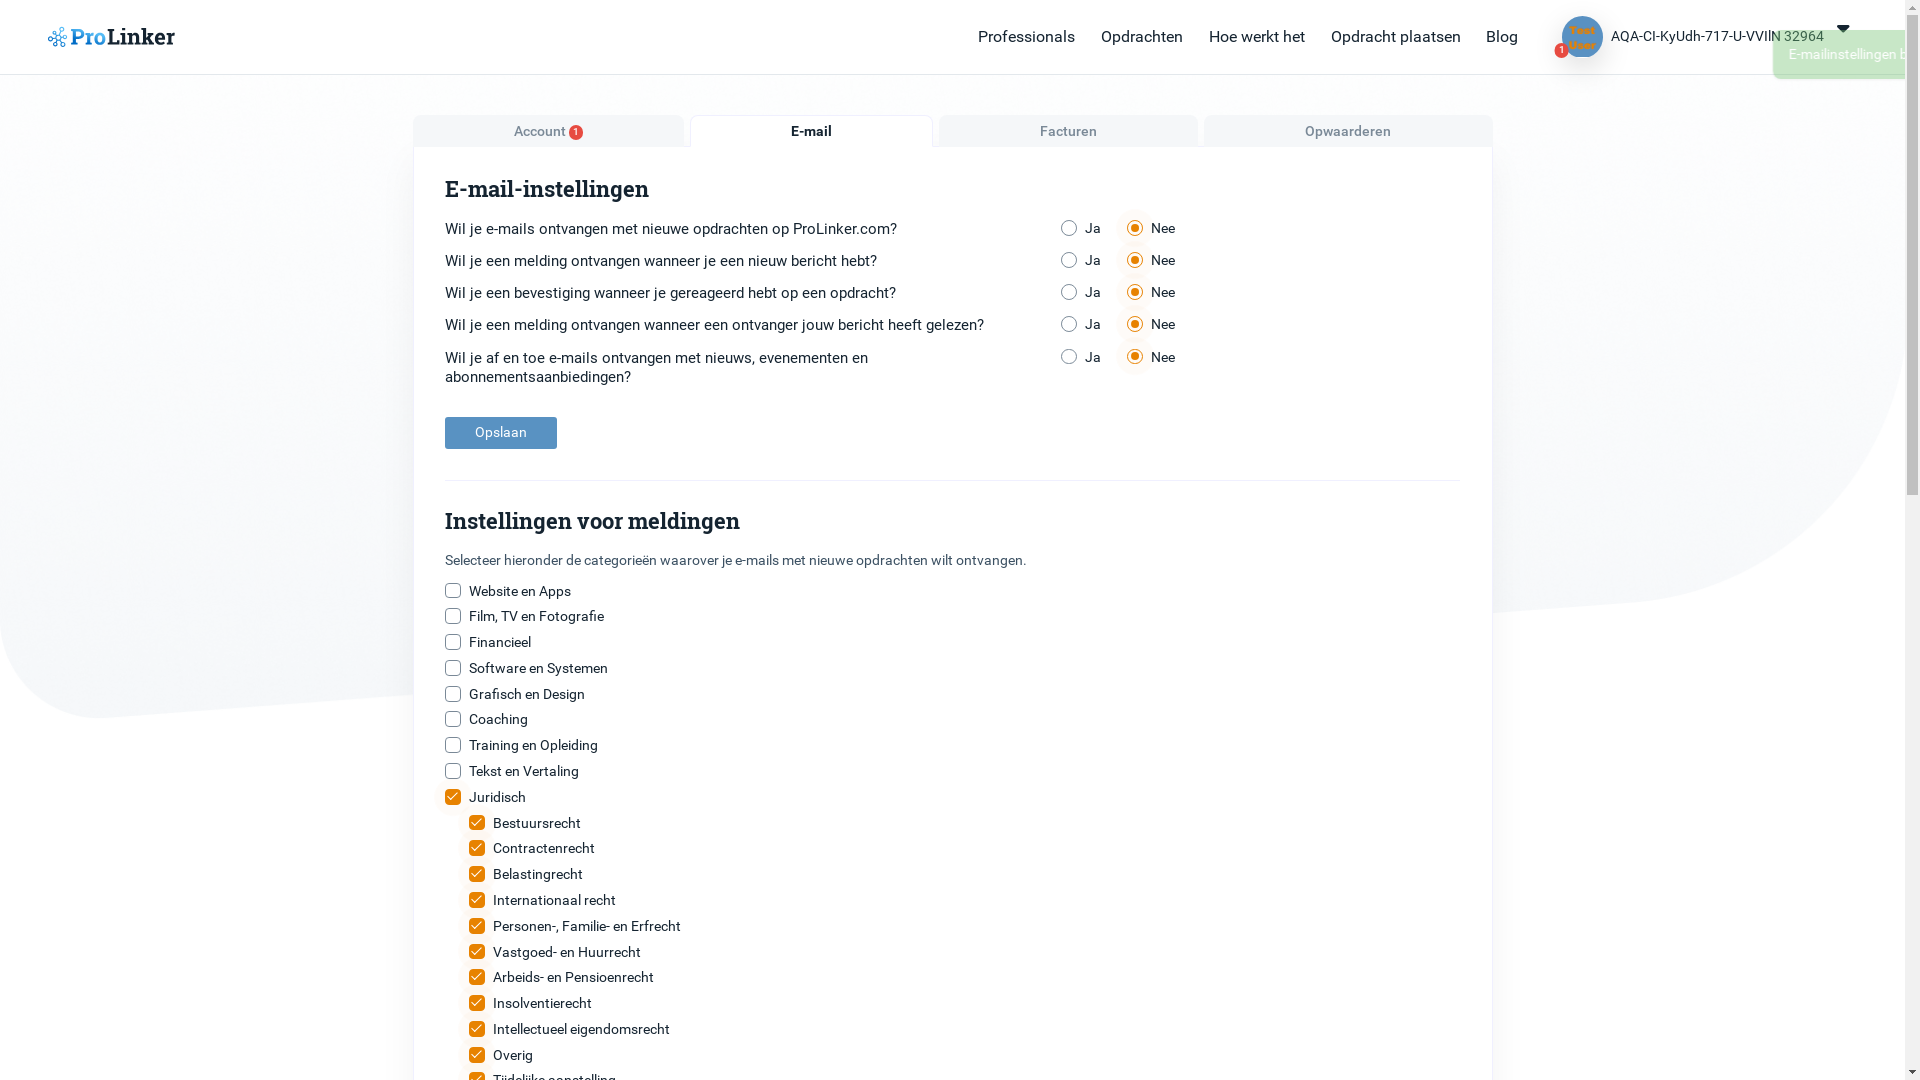 ProLinker
Professionals
Opdrachten
Hoe werkt het
Opdracht plaatsen
Blog
Test
User
1
AQA-CI-KyUdh-717-U-VVIlN 32964
E-mailinstellingen
Account 1
E-mail
Facturen
Opwaarderen
E-mail-instellingen
Wil je e-mails ontvangen met nieuwe opdrachten op ProLinker.com? Ja Nee
Wil je een melding ontvangen wanneer je een nieuw bericht hebt? Ja Nee
Wil je een bevestiging wanneer je gereageerd hebt op een opdracht? Ja Nee
Wil je een melding ontvangen wanneer een ontvanger jouw bericht heeft gelezen? Ja Nee
Wil je af en toe e-mails ontvangen met nieuws, evenementen en Ja Nee
abonnementsaanbiedingen?
Opslaan
Instellingen voor meldingen
Selecteer hieronder de categorieën waarover je e-mails met nieuwe opdrachten wilt ontvangen.
Website en Apps
Film, TV en Fotografie
Financieel
Software en Systemen
Grafisch en Design
Coaching
Training en Opleiding
Tekst en Vertaling
Juridisch
Bestuursrecht
Contractenrecht
Belastingrecht
Internationaal recht
Personen-, Familie- en Erfrecht
Vastgoed- en Huurrecht
Arbeids- en Pensioenrecht
Insolventierecht
Intellectueel eigendomsrecht
Overig
Tijdelijke aanstelling